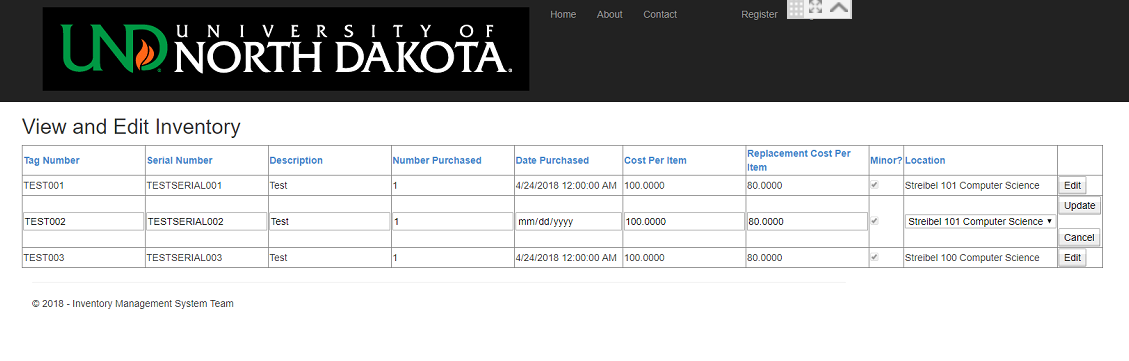 Home About Contact Register
UND UNIVERSITY OF
NORTH DAKOTA.
View and Edit Inventory
Tag Number Serial Number Description Number Purchased Date Purchased Cost Per Item Replacement Cost Per Item Minor? Location
TEST001 TESTSERIAL001 Test 1 4/24/2018 12:00:00 AM 100.0000 80.0000 Streibel 101 Computer Science Edit
TEST002 TESTSERIAL002 Test 1 mm/dd/yyyy 100.0000 80.0000 Streibel 101 Computer Science Update
Cancel
TEST003 TESTSERIAL003 Test 1 4/24/2018 12:00:00 AM 100.0000 80.0000 Streibel 100 Computer Science Edit
© 2018 - Inventory Management System Team